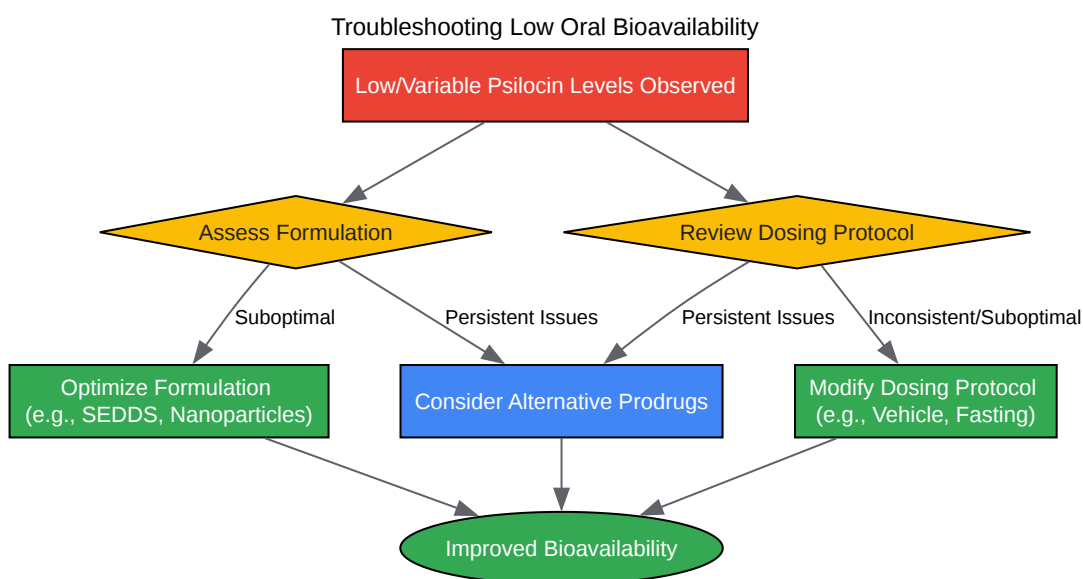 Troubleshooting Low Oral Bioavailability
Low/Variable Psilocin Levels Observed
Assess Formulation
Review Dosing Protocol
Suboptimal
Persistent Issues
Persistent Issues
Inconsistent/Suboptimal
Optimize Formulation
(e.g., SEDDS, Nanoparticles)
Consider Alternative Prodrugs
Modify Dosing Protocol
(e.g., Vehicle, Fasting)
Improved Bioavailability